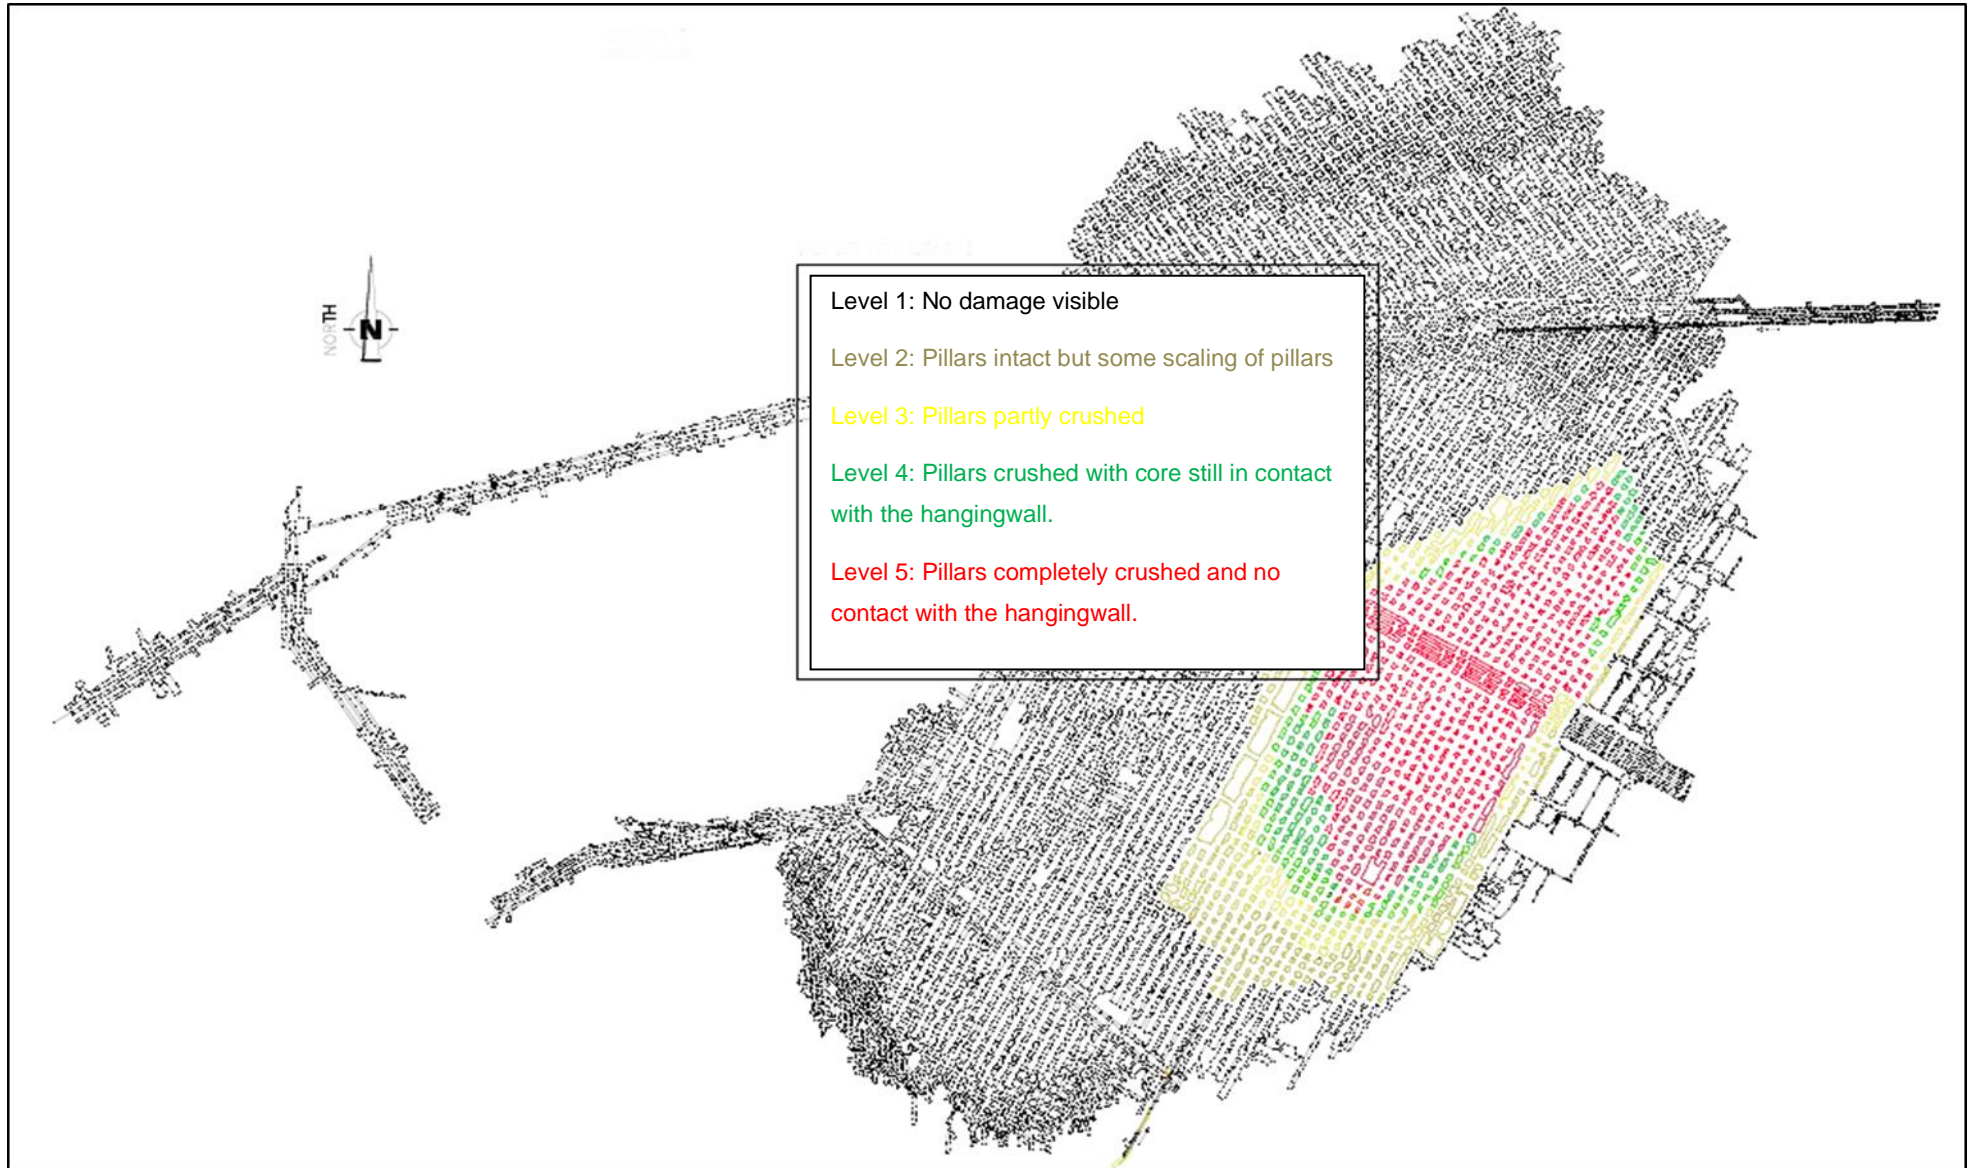 NORTH
N
Level 1: No damage visible
Level 2: Pillars intact but some scaling of pillars
Level 3: Pillars partly crushed
Level 4: Pillars crushed with core still in contact
with the hangingwall.
Level 5: Pillars completely crushed and no
contact with the hangingwall.